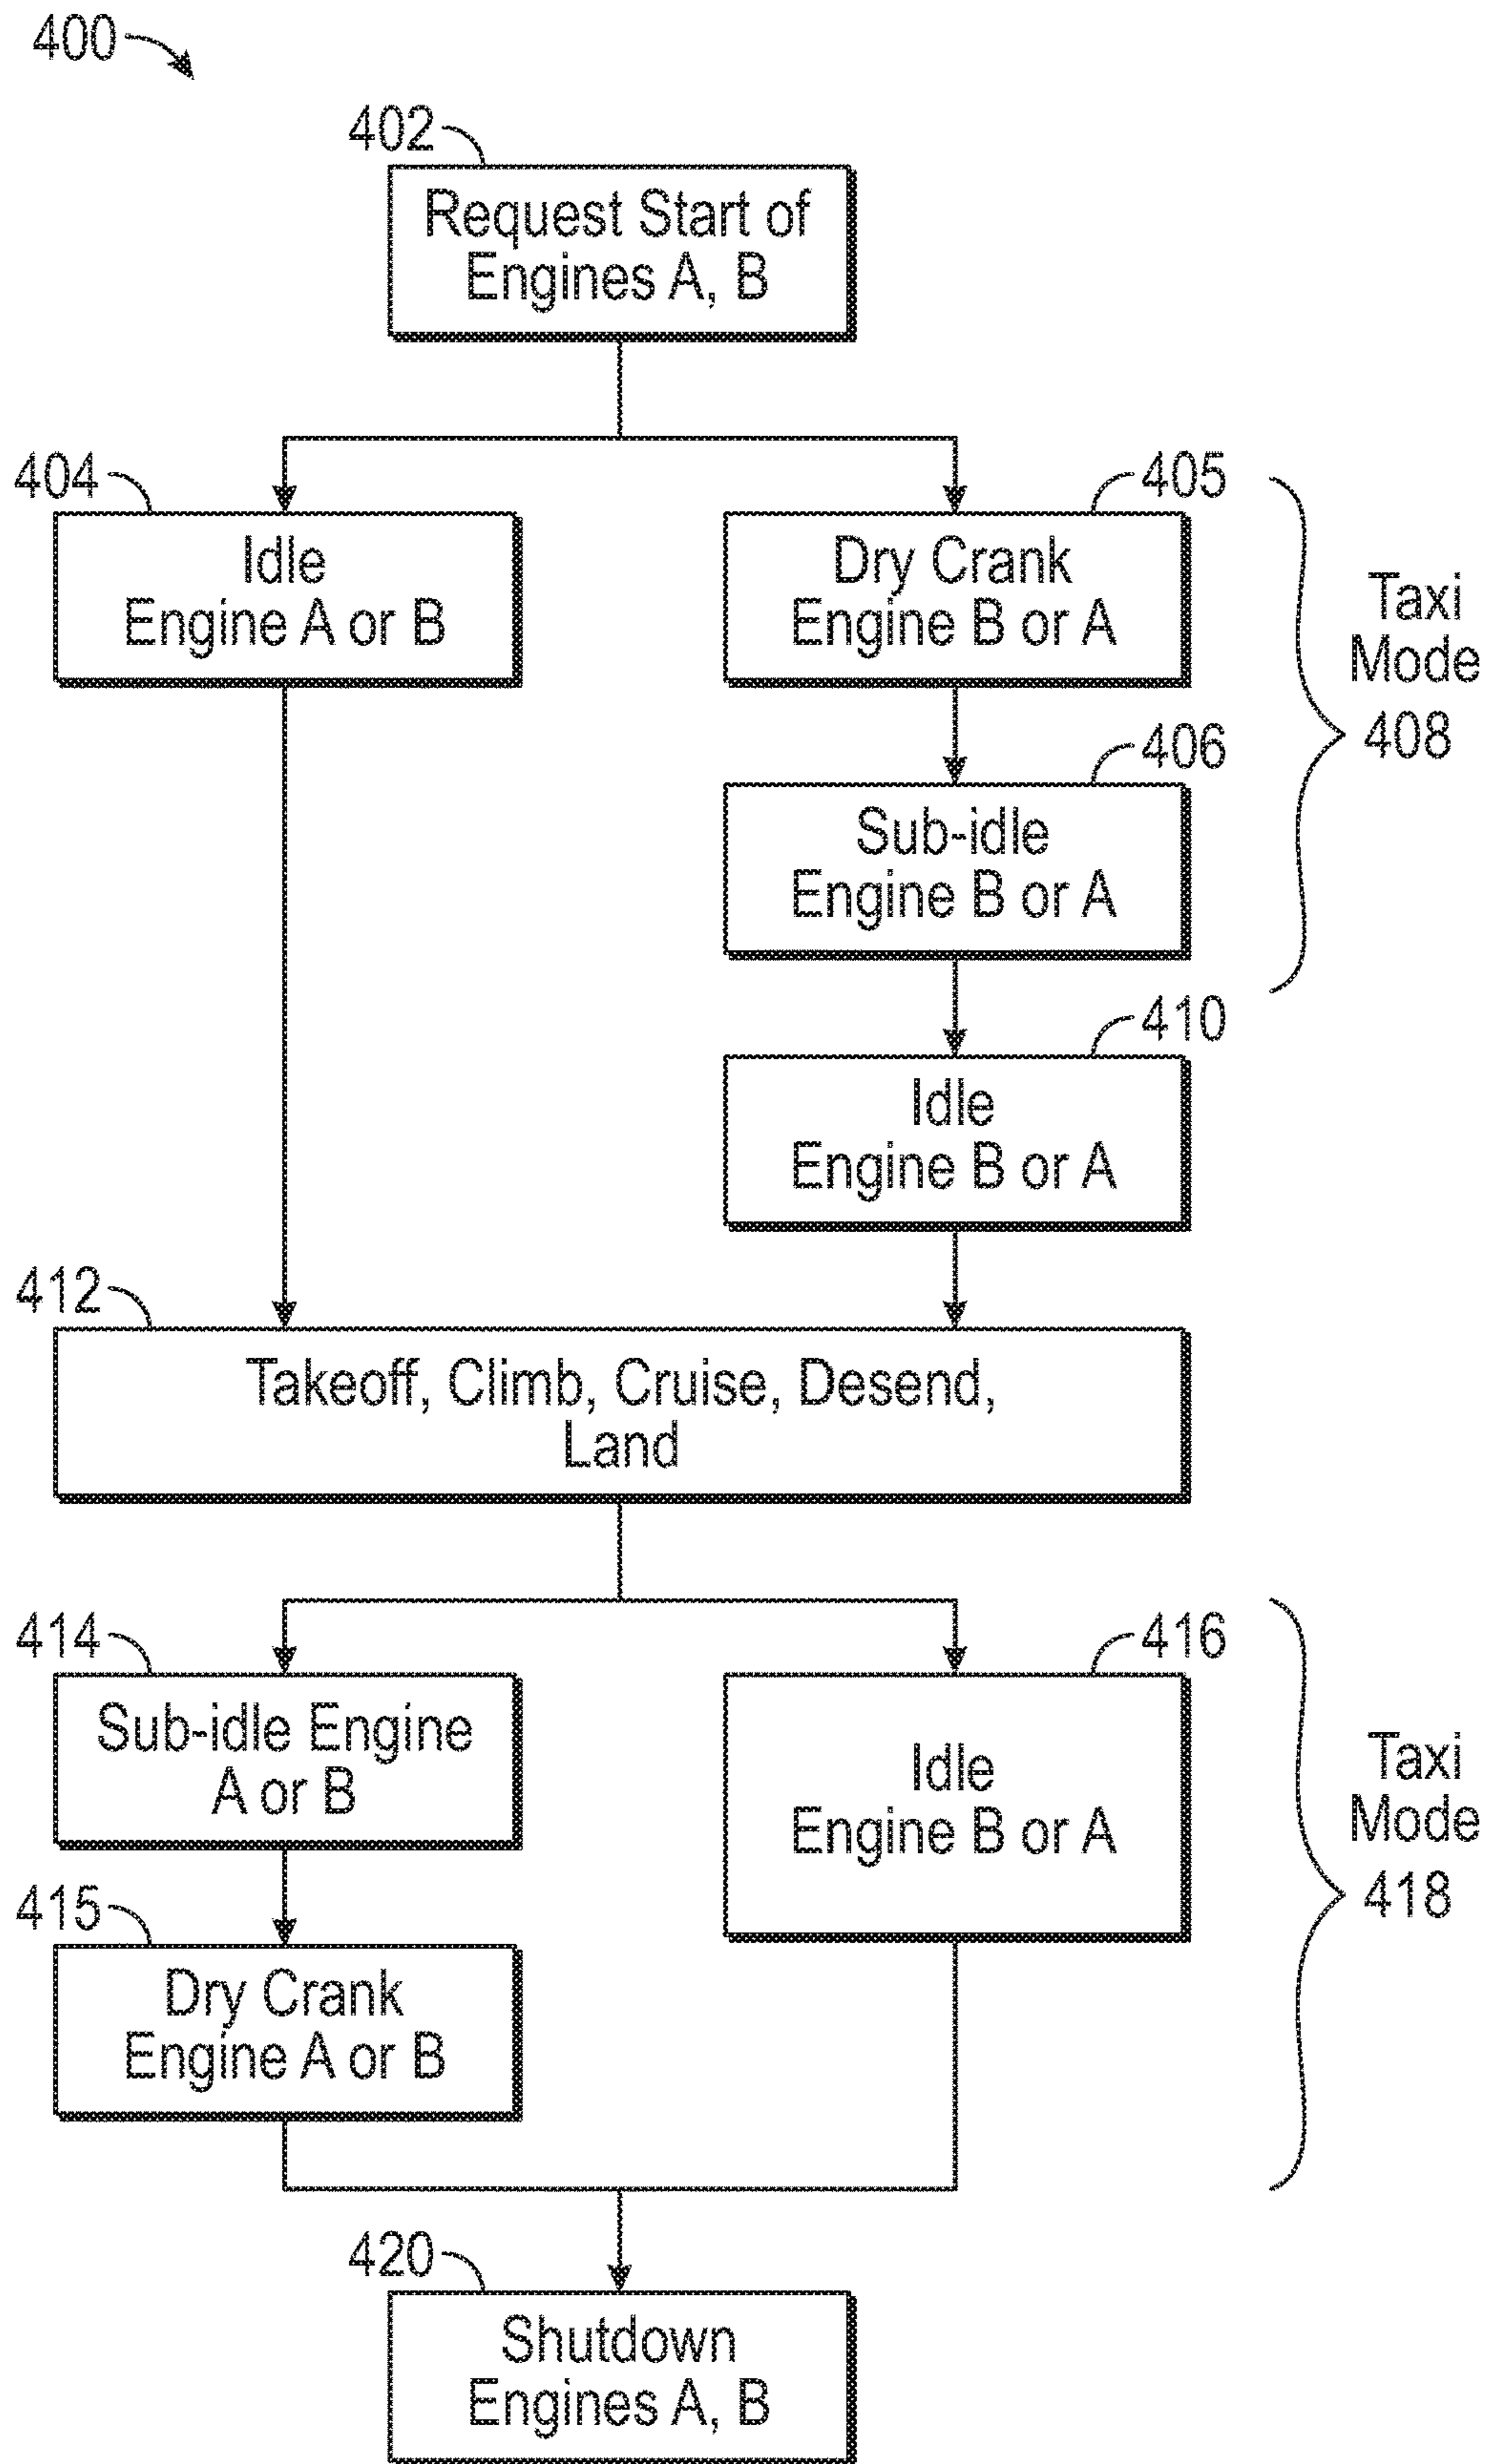 400
402
Request Start of
Engines A, B
404
Idle
Engine A or B
405
Dry Crank
Engine B or A
Taxi
Mode
408
406
Sub-idle
Engine B or A
410
Idle
Engine B or A
412
Takeoff, Climb, Cruise, Desend,
Land
414
Sub-idle Engine
A or B
416
Idle
Engine B or A
Taxi
Mode
418
415
Dry Crank
Engine A or B
420
Shutdown
Engines A, B